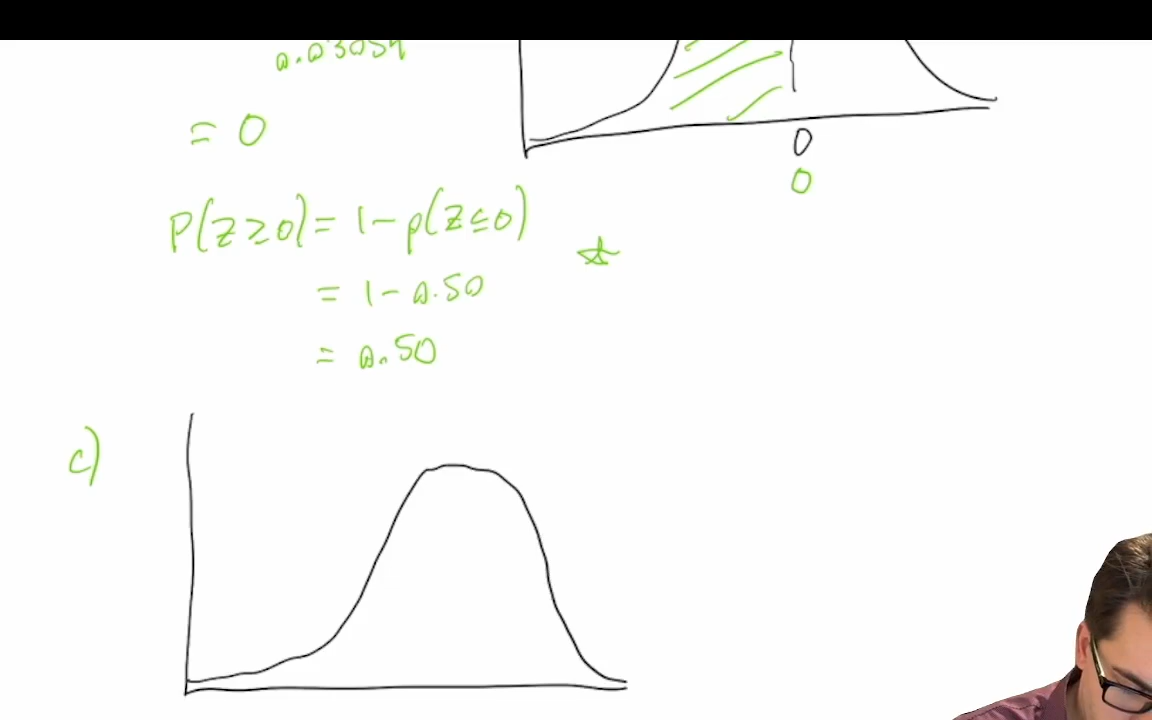 0.03059
= 0
0
0
P(Z ≥ 0) = 1 - p(Z ≤ 0)
= 1 - 0.50
= 0.50
c)